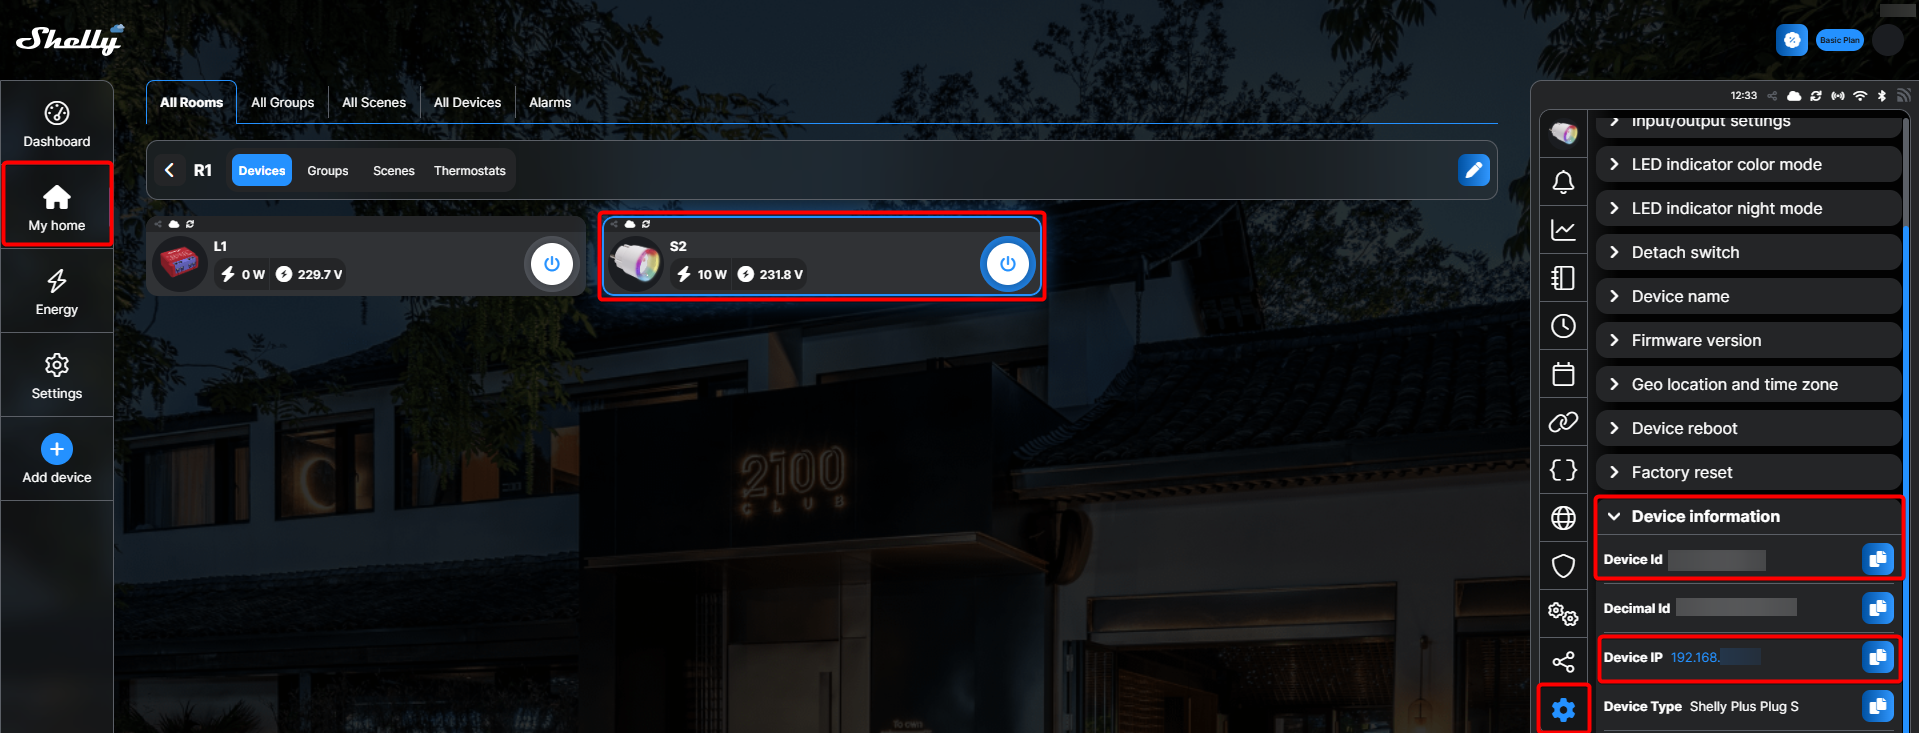 Shelly
Basic Plan
Dashboard
My home
Energy
Settings
Add device
All Rooms
All Groups
All Scenes
All Devices
Alarms
R1
Devices
Groups
Scenes
Thermostats
L1
0 W
229.7 V
S2
10 W
231.8 V
2100
CLUB
To own
12:33
Input/output settings
LED indicator color mode
LED indicator night mode
Detach switch
Device name
Firmware version
Geo location and time zone
Device reboot
Factory reset
Device information
Device Id
Decimal Id
Device IP 192.168.
Device Type Shelly Plus Plug S